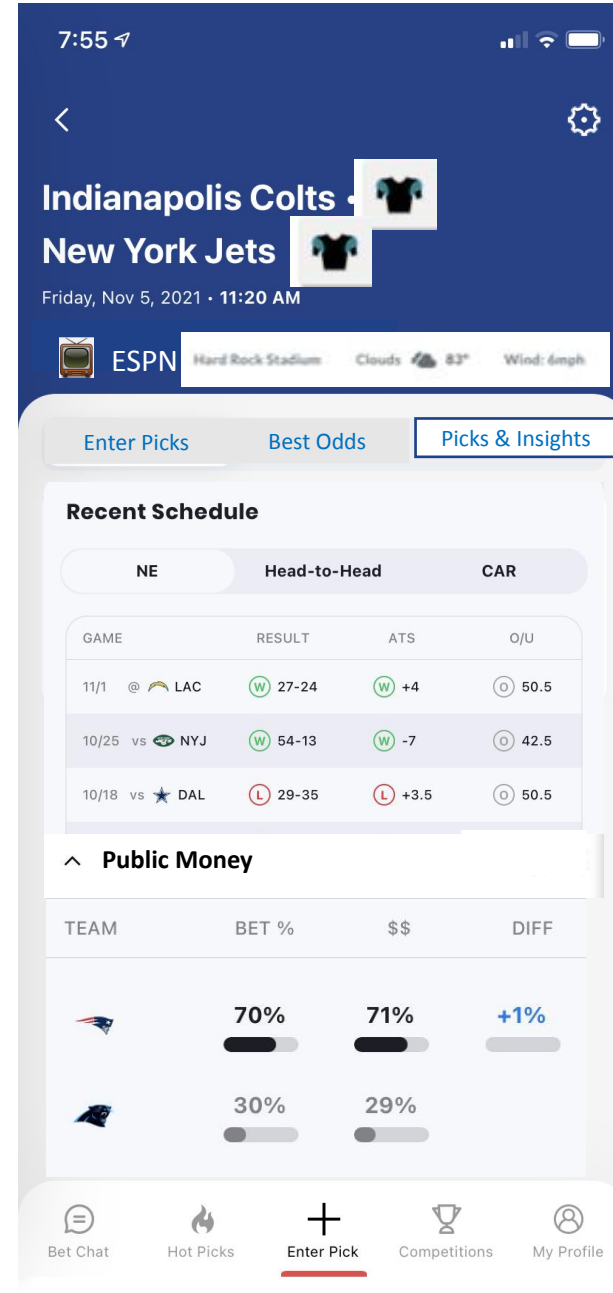 7:55
Indianapolis Colts •
New York Jets
Friday, Nov 5, 2021 • 11:20 AM
ESPN Hard Rock Stadium Clouds 83° Wind: 6mph
Enter Picks Best Odds Picks & Insights
Recent Schedule
NE Head-to-Head CAR
GAME RESULT ATS O/U
11/1 @ LAC W 27-24 W +4 O 50.5
10/25 vs NYJ W 54-13 W -7 O 42.5
10/18 vs DAL L 29-35 L +3.5 O 50.5
Public Money
TEAM BET % $$ DIFF
70% 71% +1%
30% 29%
Bet Chat Hot Picks Enter Pick Competitions My Profile